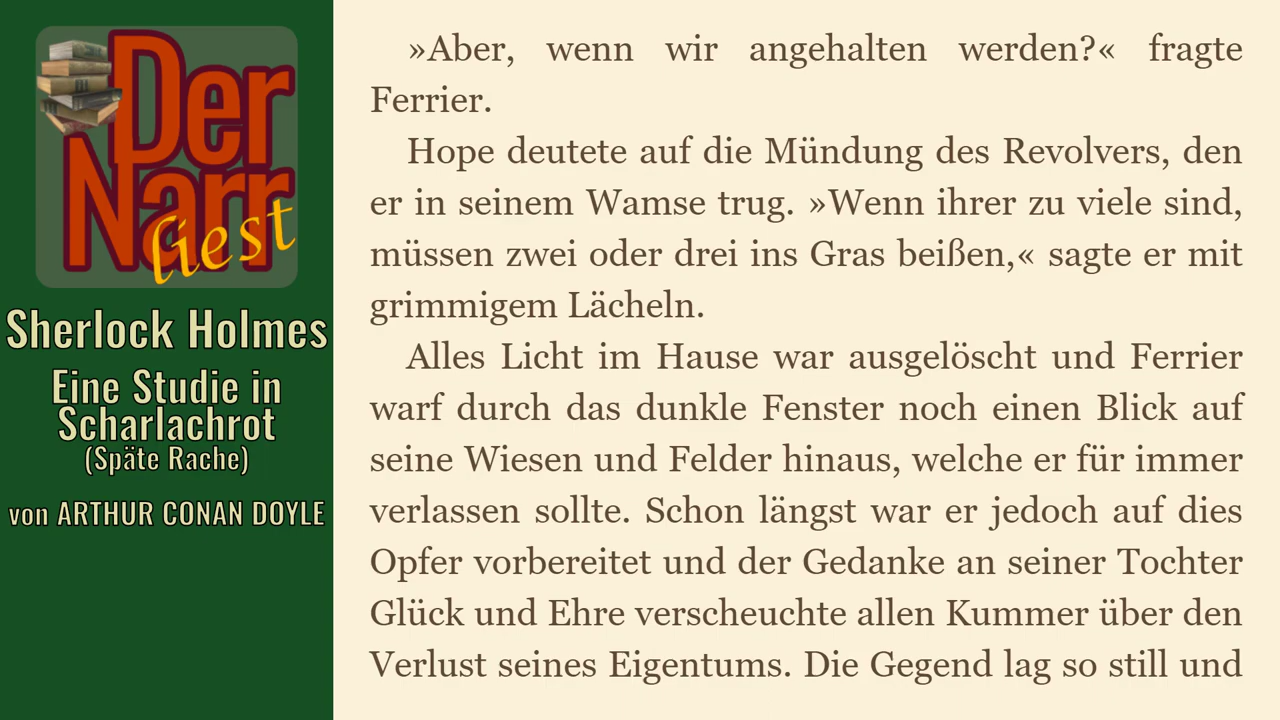 Der
Narr
liest
Sherlock Holmes
Eine Studie in
Scharlachrot
(Späte Rache)
von ARTHUR CONAN DOYLE
»Aber, wenn wir angehalten werden?« fragte
Ferrier.
Hope deutete auf die Mündung des Revolvers, den
er in seinem Wamse trug. »Wenn ihrer zu viele sind,
müssen zwei oder drei ins Gras beißen,« sagte er mit
grimmigem Lächeln.
Alles Licht im Hause war ausgelöscht und Ferrier
warf durch das dunkle Fenster noch einen Blick auf
seine Wiesen und Felder hinaus, welche er für immer
verlassen sollte. Schon längst war er jedoch auf dies
Opfer vorbereitet und der Gedanke an seiner Tochter
Glück und Ehre verscheuchte allen Kummer über den
Verlust seines Eigentums. Die Gegend lag so still und